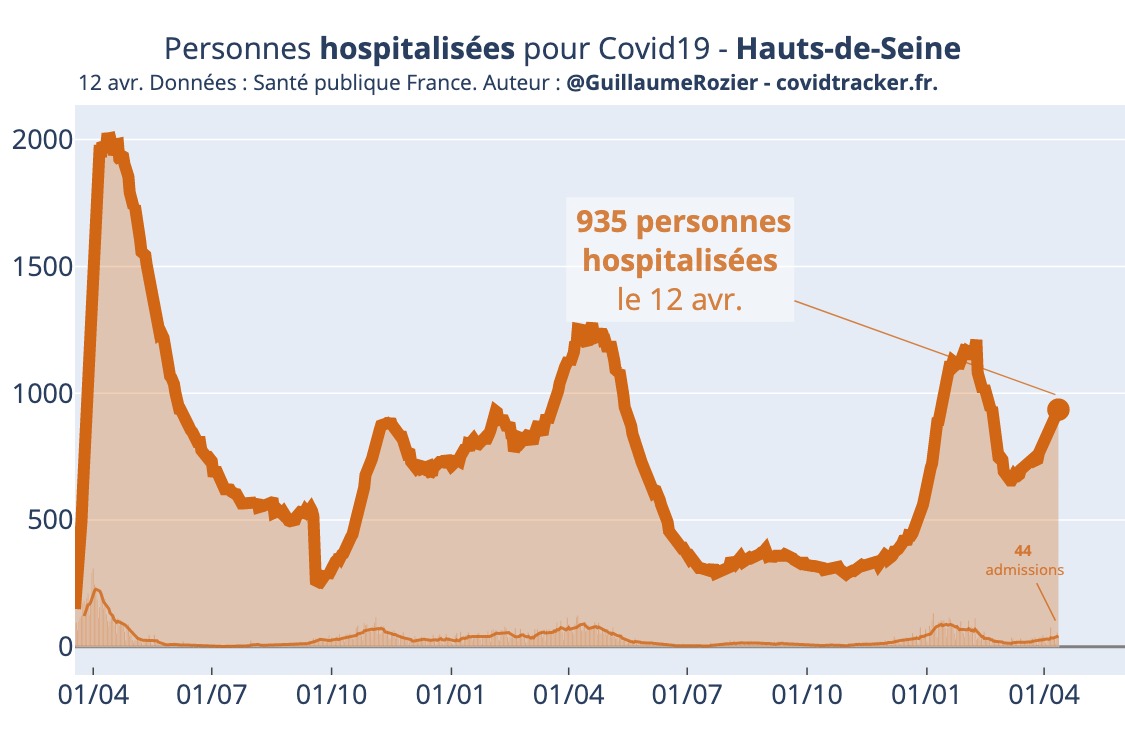 Personnes hospitalisées pour Covid19 - Hauts-de-Seine
12 avr. Données : Santé publique France. Auteur : @GuillaumeRozier - covidtracker.fr.
2000
1500
1000
500
0
935 personnes
hospitalisées
le 12 avr.
44
admissions
01/04 01/07 01/10 01/01 01/04 01/07 01/10 01/01 01/04